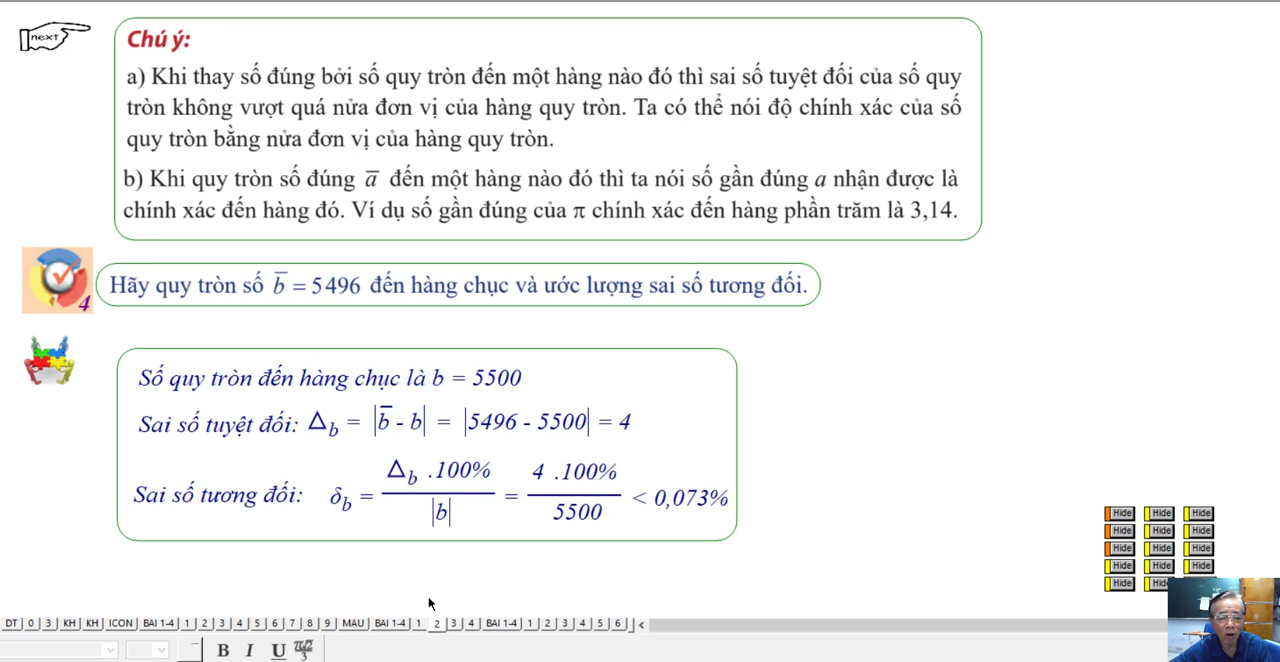 next
Chú ý:
a) Khi thay số đúng bởi số quy tròn đến một hàng nào đó thì sai số tuyệt đối của số quy
tròn không vượt quá nửa đơn vị của hàng quy tròn. Ta có thể nói độ chính xác của số
quy tròn bằng nửa đơn vị của hàng quy tròn.
b) Khi quy tròn số đúng a̅ đến một hàng nào đó thì ta nói số gần đúng a nhận được là
chính xác đến hàng đó. Ví dụ số gần đúng của π chính xác đến hàng phần trăm là 3,14.
4
Hãy quy tròn số b̅ = 5496 đến hàng chục và ước lượng sai số tương đối.
Số quy tròn đến hàng chục là b = 5500
Sai số tuyệt đối: Δb = |b̅ - b| = |5496 - 5500| = 4
Sai số tương đối: δb = Δb .100% / |b| = 4 .100% / 5500 < 0,073%
Hide Hide Hide
Hide Hide Hide
Hide Hide Hide
Hide Hide Hide
Hide Hid
DT 0 3 KH KH ICON BAI 1-4 1 2 3 4 5 6 7 8 9 MAU BAI 1-4 1 2 3 4 BAI 1-4 1 2 3 4 5 6 <
B I U